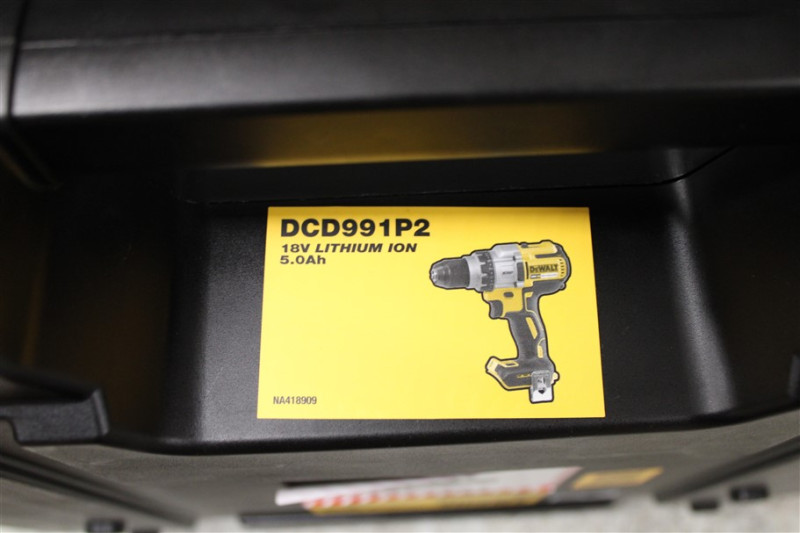 DCD991P2
18V LITHIUM ION
5.0Ah
DEWALT
NA418909